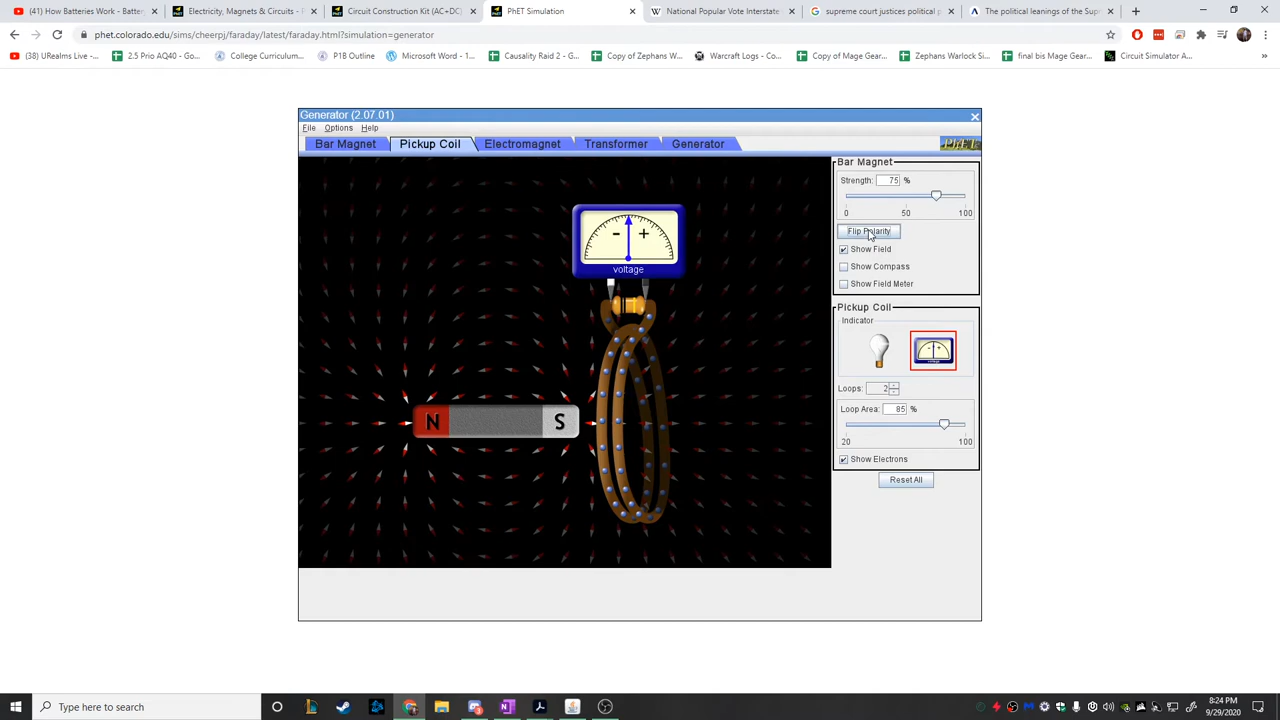 (41) How Batteries Work - Batter
Electricity, Magnets & Circuits - P
Circuit Construction Kit (AC+DC)
PhET Simulation
National Popular Vote Interstate
supreme court justices political p
The political leanings of the Supr
phet.colorado.edu/sims/cheerpj/faraday/latest/faraday.html?simulation=generator
(38) URealms Live -...
2.5 Prio AQ40 - Go...
College Curriculum...
P18 Outline
Microsoft Word - 1...
Causality Raid 2 - G...
Copy of Zephans W...
Warcraft Logs - Co...
Copy of Mage Gear...
Zephans Warlock Si...
final bis Mage Gear...
Circuit Simulator A...
Generator (2.07.01)
File Options Help
Bar Magnet Pickup Coil Electromagnet Transformer Generator
PhET
Bar Magnet
Strength: 75 %
0 50 100
Flip Polarity
Show Field
Show Compass
Show Field Meter
Pickup Coil
Indicator
Loops: 2
Loop Area: 85 %
20 100
Show Electrons
Reset All
- +
voltage
N S
Type here to search
8:24 PM
9/29/2020